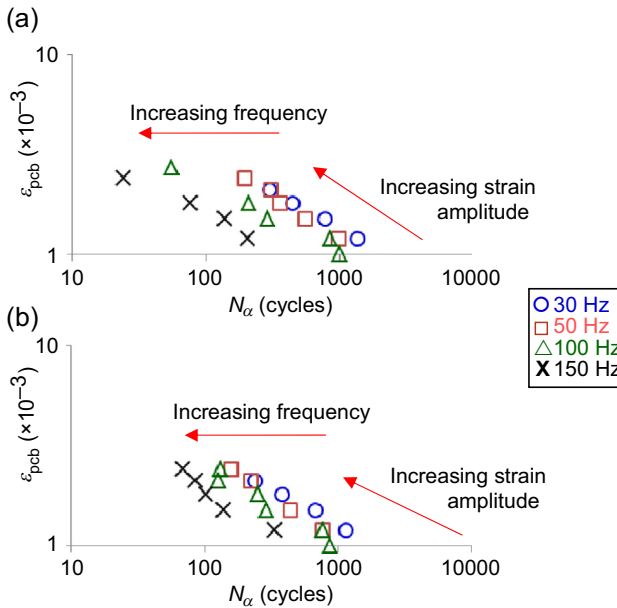 (a)
10
Increasing frequency
εpcb (×10⁻³)
Increasing strain
amplitude
1
10 100 1000 10000
Nα (cycles)
30 Hz
50 Hz
100 Hz
150 Hz
(b)
10
Increasing frequency
εpcb (×10⁻³)
Increasing strain
amplitude
1
10 100 1000 10000
Nα (cycles)